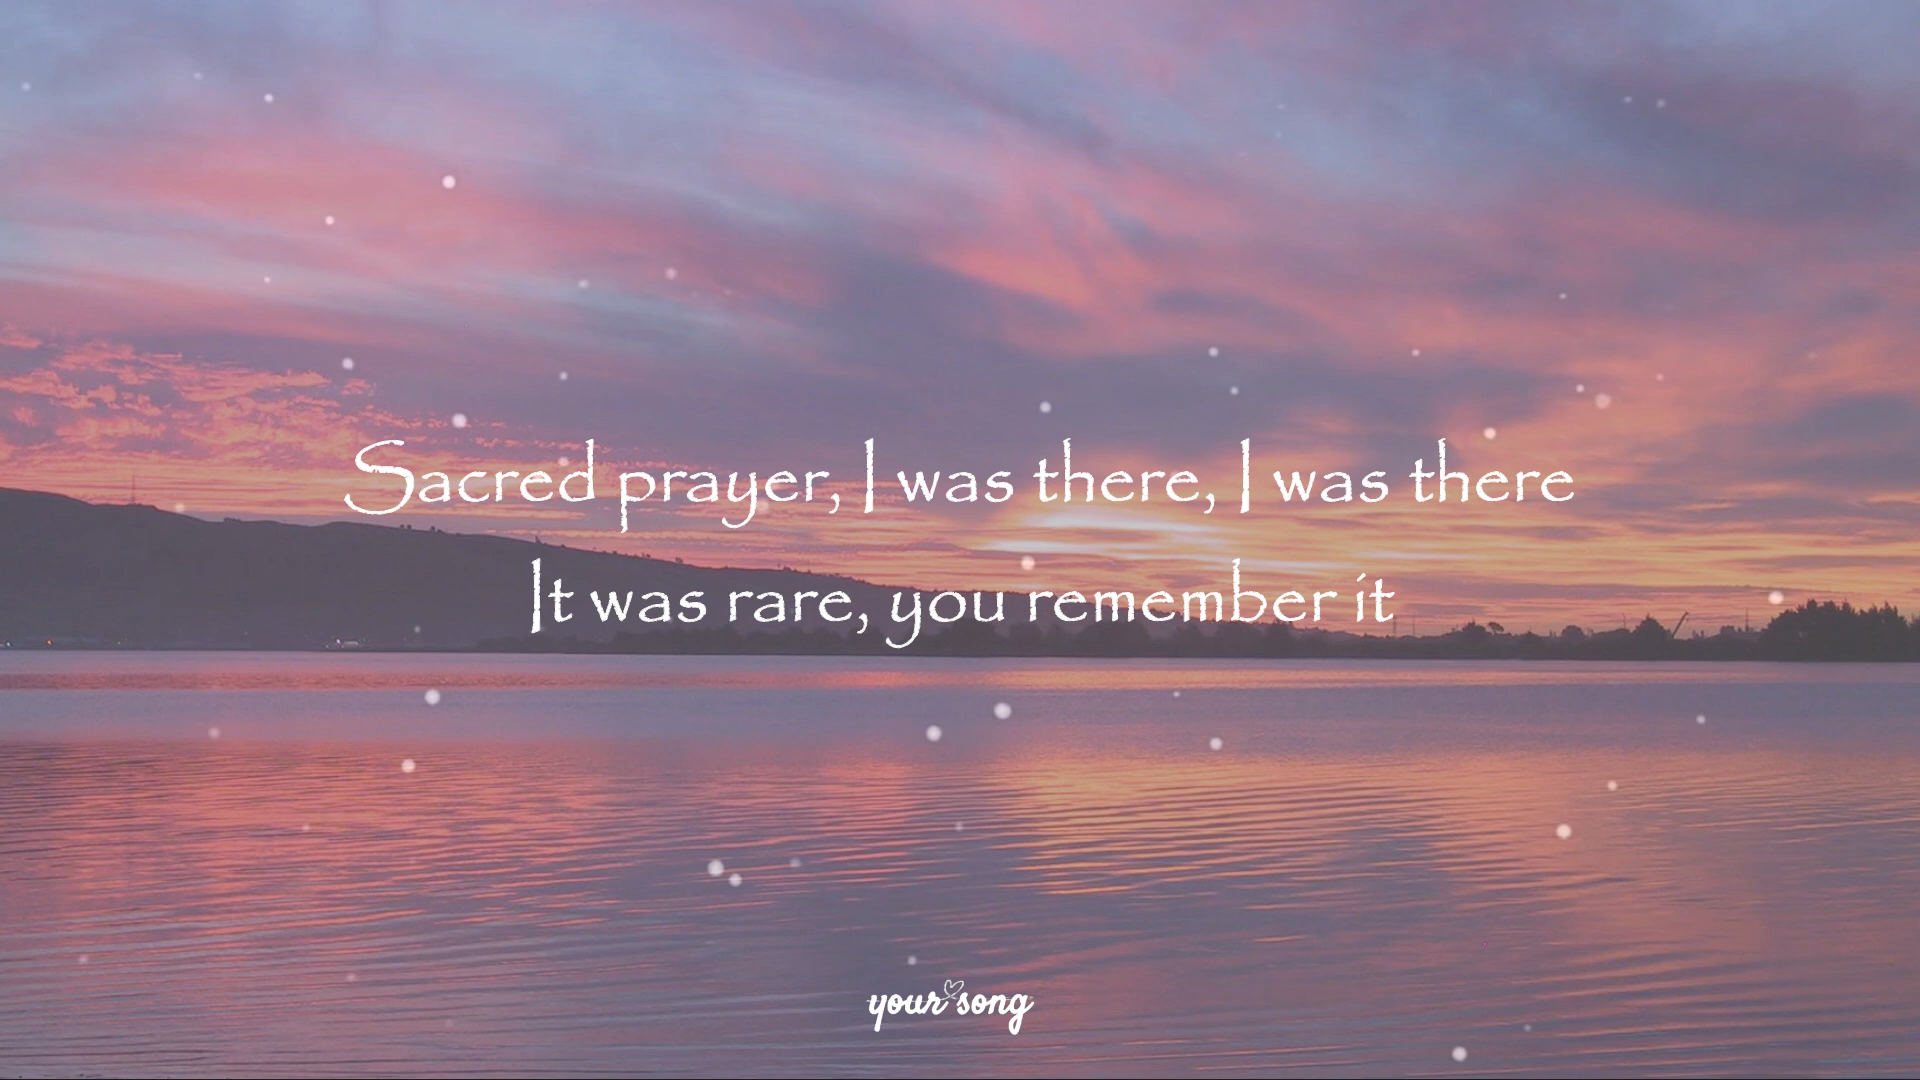 Sacred prayer, I was there, I was there
It was rare, you remember it
your song